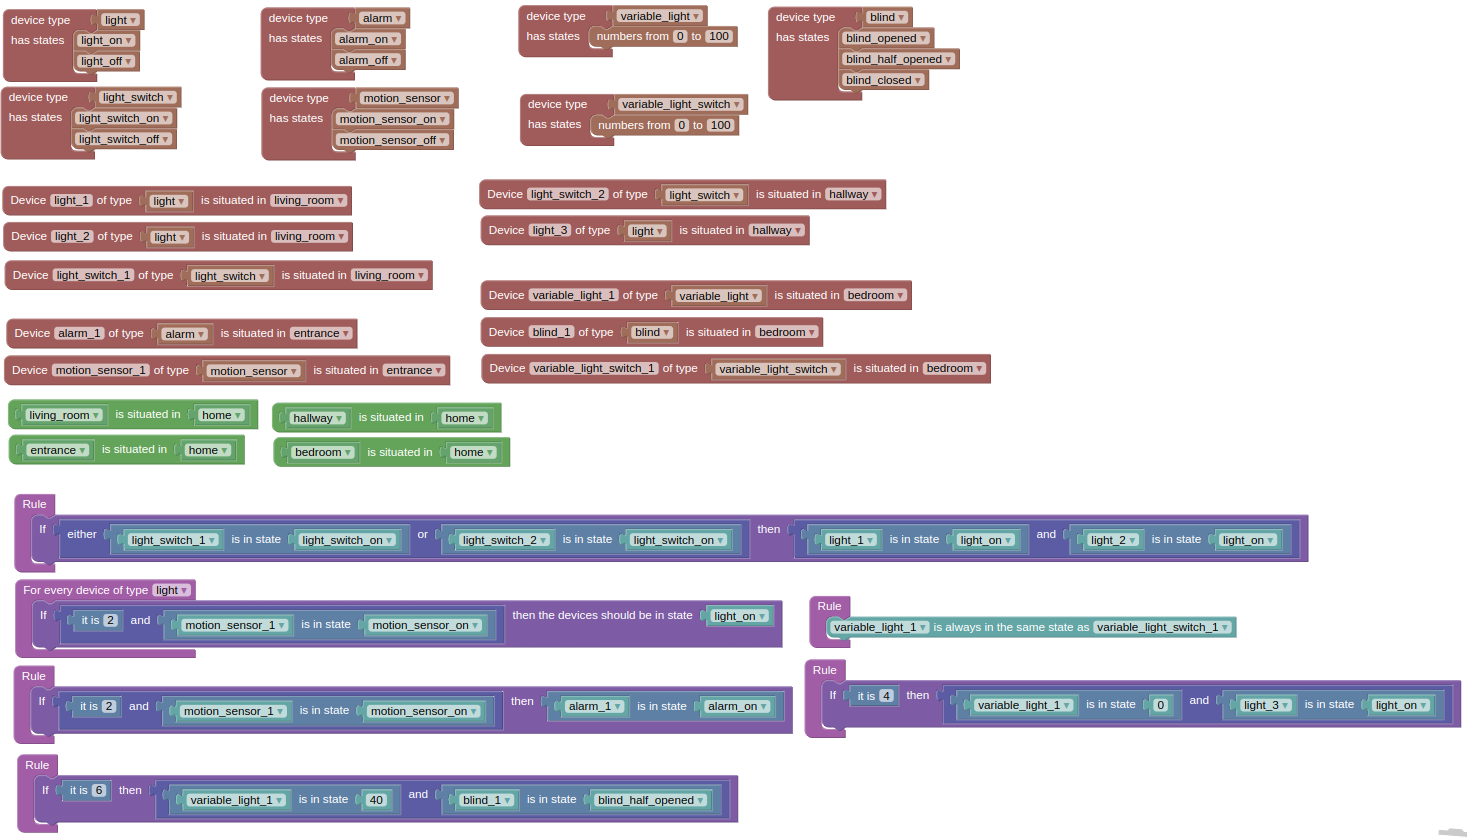 device type light
has states light_on
light_off
device type alarm
has states alarm_on
alarm_off
device type variable_light
has states numbers from 0 to 100
device type blind
has states blind_opened
blind_half_opened
blind_closed
device type light_switch
has states light_switch_on
light_switch_off
device type motion_sensor
has states motion_sensor_on
motion_sensor_off
device type variable_light_switch
has states numbers from 0 to 100
Device light_1 of type light is situated in living_room
Device light_2 of type light is situated in living_room
Device light_switch_1 of type light_switch is situated in living_room
Device alarm_1 of type alarm is situated in entrance
Device motion_sensor_1 of type motion_sensor is situated in entrance
Device light_switch_2 of type light_switch is situated in hallway
Device light_3 of type light is situated in hallway
Device variable_light_1 of type variable_light is situated in bedroom
Device blind_1 of type blind is situated in bedroom
Device variable_light_switch_1 of type variable_light_switch is situated in bedroom
living_room is situated in home
hallway is situated in home
entrance is situated in home
bedroom is situated in home
Rule
If either light_switch_1 is in state light_switch_on or light_switch_2 is in state light_switch_on then light_1 is in state light_on and light_2 is in state light_on
For every device of type light
If it is 2 and motion_sensor_1 is in state motion_sensor_on then the devices should be in state light_on
Rule
variable_light_1 is always in the same state as variable_light_switch_1
Rule
If it is 2 and motion_sensor_1 is in state motion_sensor_on then alarm_1 is in state alarm_on
Rule
If it is 4 then variable_light_1 is in state 0 and light_3 is in state light_on
Rule
If it is 6 then variable_light_1 is in state 40 and blind_1 is in state blind_half_opened